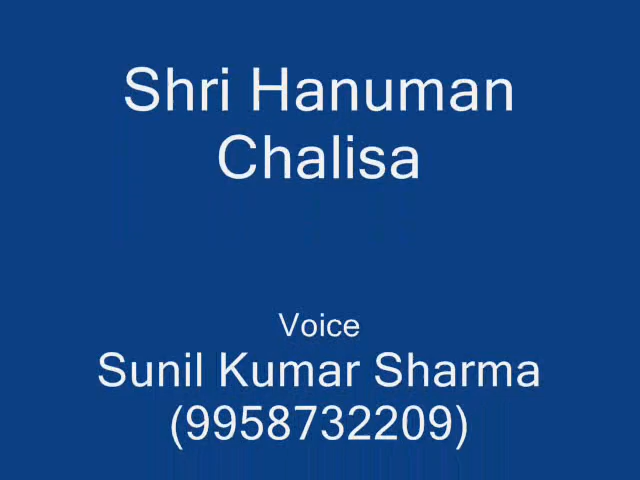 Shri Hanuman
Chalisa
Voice
Sunil Kumar Sharma
(9958732209)